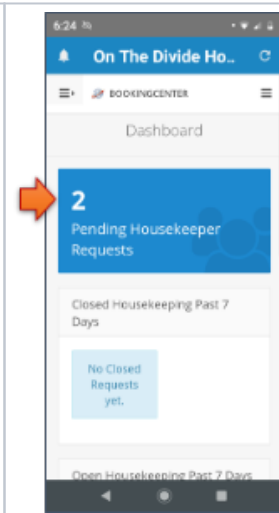 6:24
On The Divide Ho..
BOOKINGCENTER
Dashboard
2
Pending Housekeeper
Requests
Closed Housekeeping Past 7
Days
No Closed
Requests
yet.
Open Housekeeping Past 7 Days